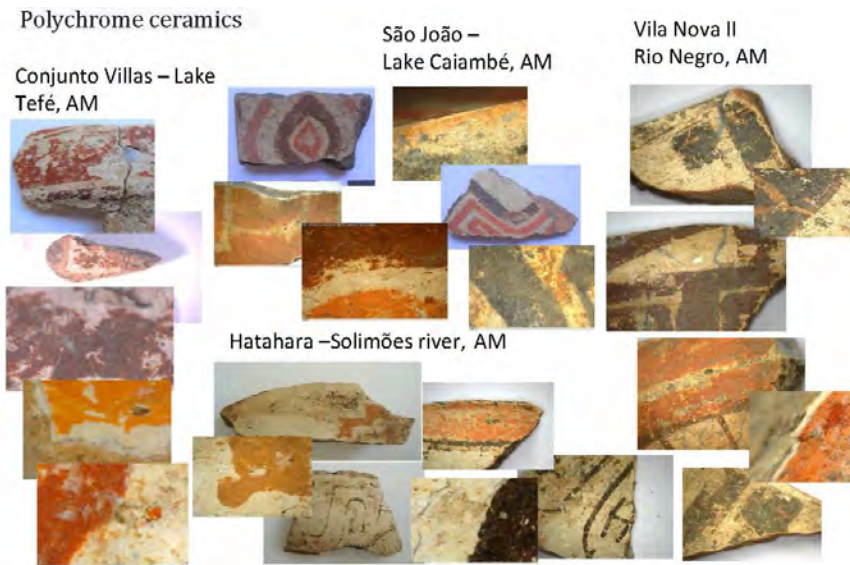 Polychrome ceramics
Conjunto Villas – Lake
Tefé, AM
São João –
Lake Caiambé, AM
Vila Nova II
Rio Negro, AM
Hatahara –Solimões river, AM